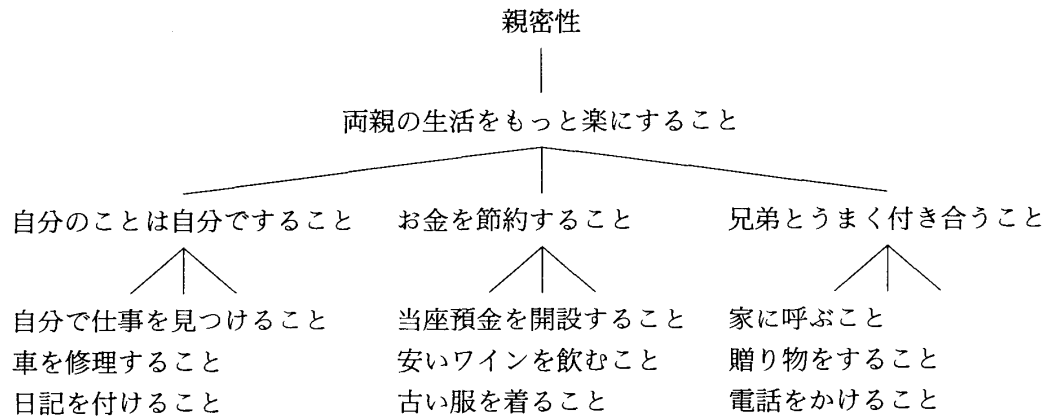 親密性
両親の生活をもっと楽にすること
自分のことは自分ですること
お金を節約すること
兄弟とうまく付き合うこと
自分で仕事を見つけること
当座預金を開設すること
家に呼ぶこと
車を修理すること
安いワインを飲むこと
贈り物をすること
日記を付けること
古い服を着ること
電話をかけること